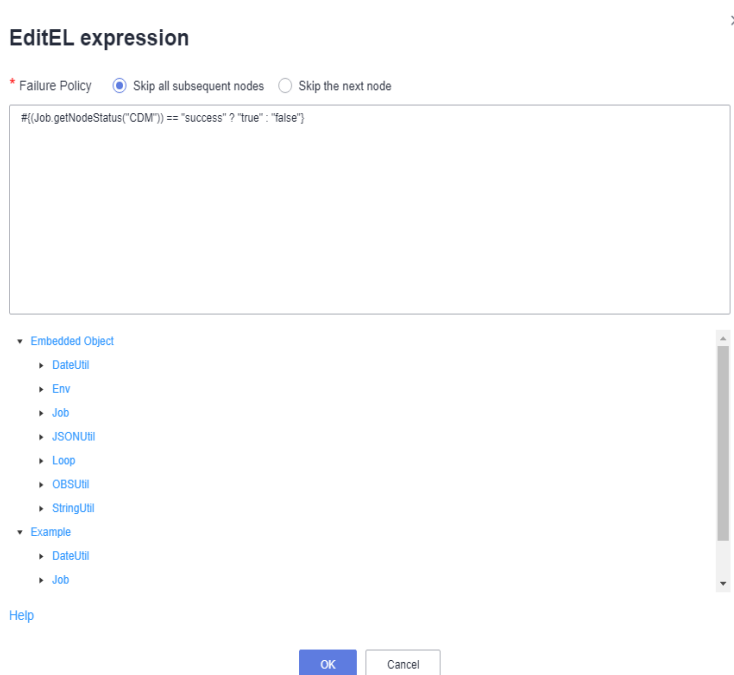 EditEL expression
* Failure Policy Skip all subsequent nodes Skip the next node
#{(Job.getNodeStatus("CDM")) == "success" ? "true" : "false"}
Embedded Object
DateUtil
Env
Job
JSONUtil
Loop
OBSUtil
StringUtil
Example
DateUtil
Job
Help
OK Cancel